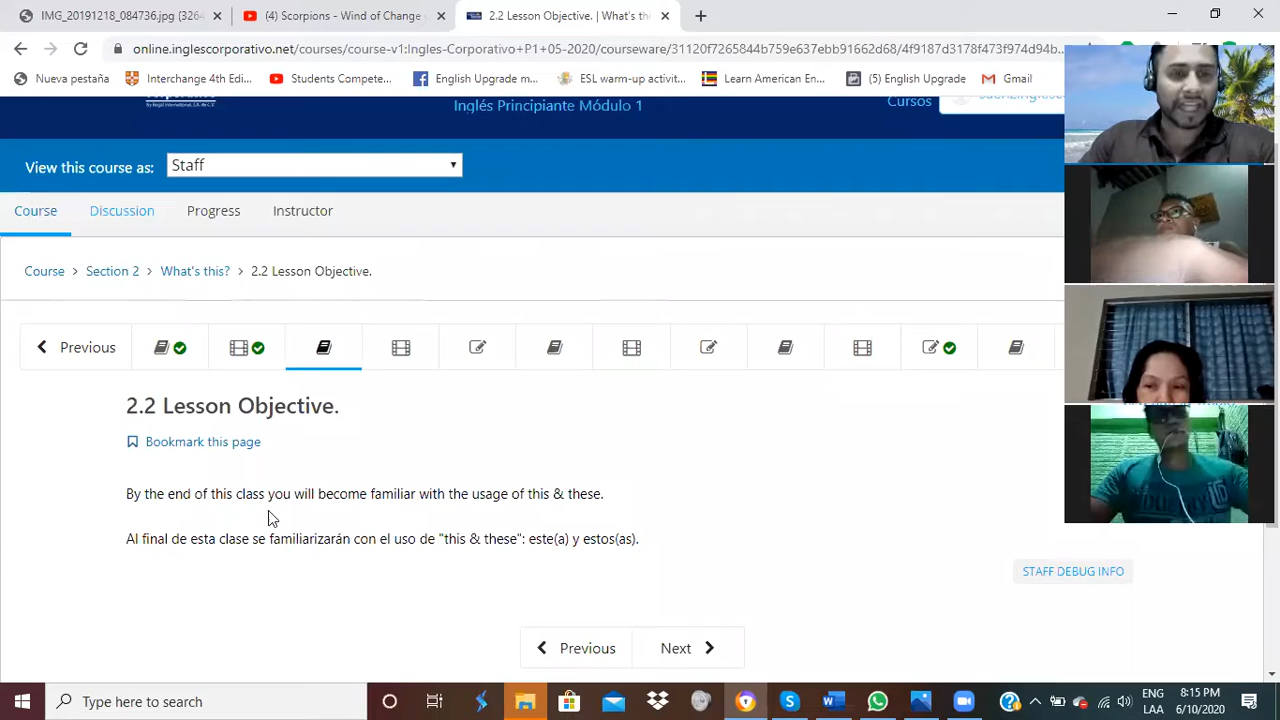 IMG_20191218_084736.jpg (3264
(4) Scorpions - Wind of Change
2.2 Lesson Objective. | What's th
online.inglescorporativo.net/courses/course-v1:Ingles-Corporativo+P1+05-2020/courseware/31120f7265844b759e637ebb91862d68/4f9187d3178f473f974d94b...
Nueva pestaña
Interchange 4th Edi...
Students Compete...
English Upgrade m...
ESL warm-up activit...
Learn American En...
(5) English Upgrade
Gmail
By Regal International, S.A. de C.V.
Inglés Principiante Módulo 1
Cursos
View this course as:
Staff
Course
Discussion
Progress
Instructor
Course > Section 2 > What's this? > 2.2 Lesson Objective.
Previous
2.2 Lesson Objective.
Bookmark this page
By the end of this class you will become familiar with the usage of this & these.
Al final de esta clase se familiarizarán con el uso de "this & these": este(a) y estos(as).
STAFF DEBUG INFO
Previous
Next
Type here to search
ENG
LAA
8:15 PM
6/10/2020